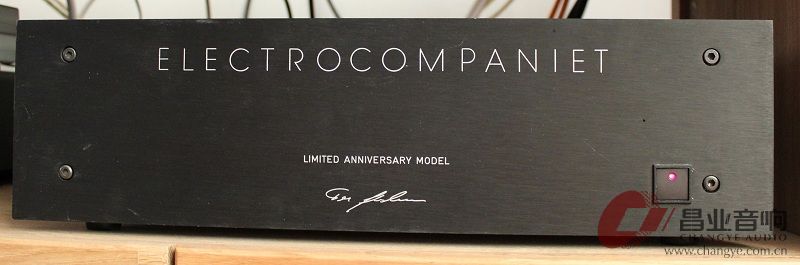 ELECTROCOMPANIET
LIMITED ANNIVERSARY MODEL
昌业音响
CHANGYE AUDIO
www.changye.com.cn